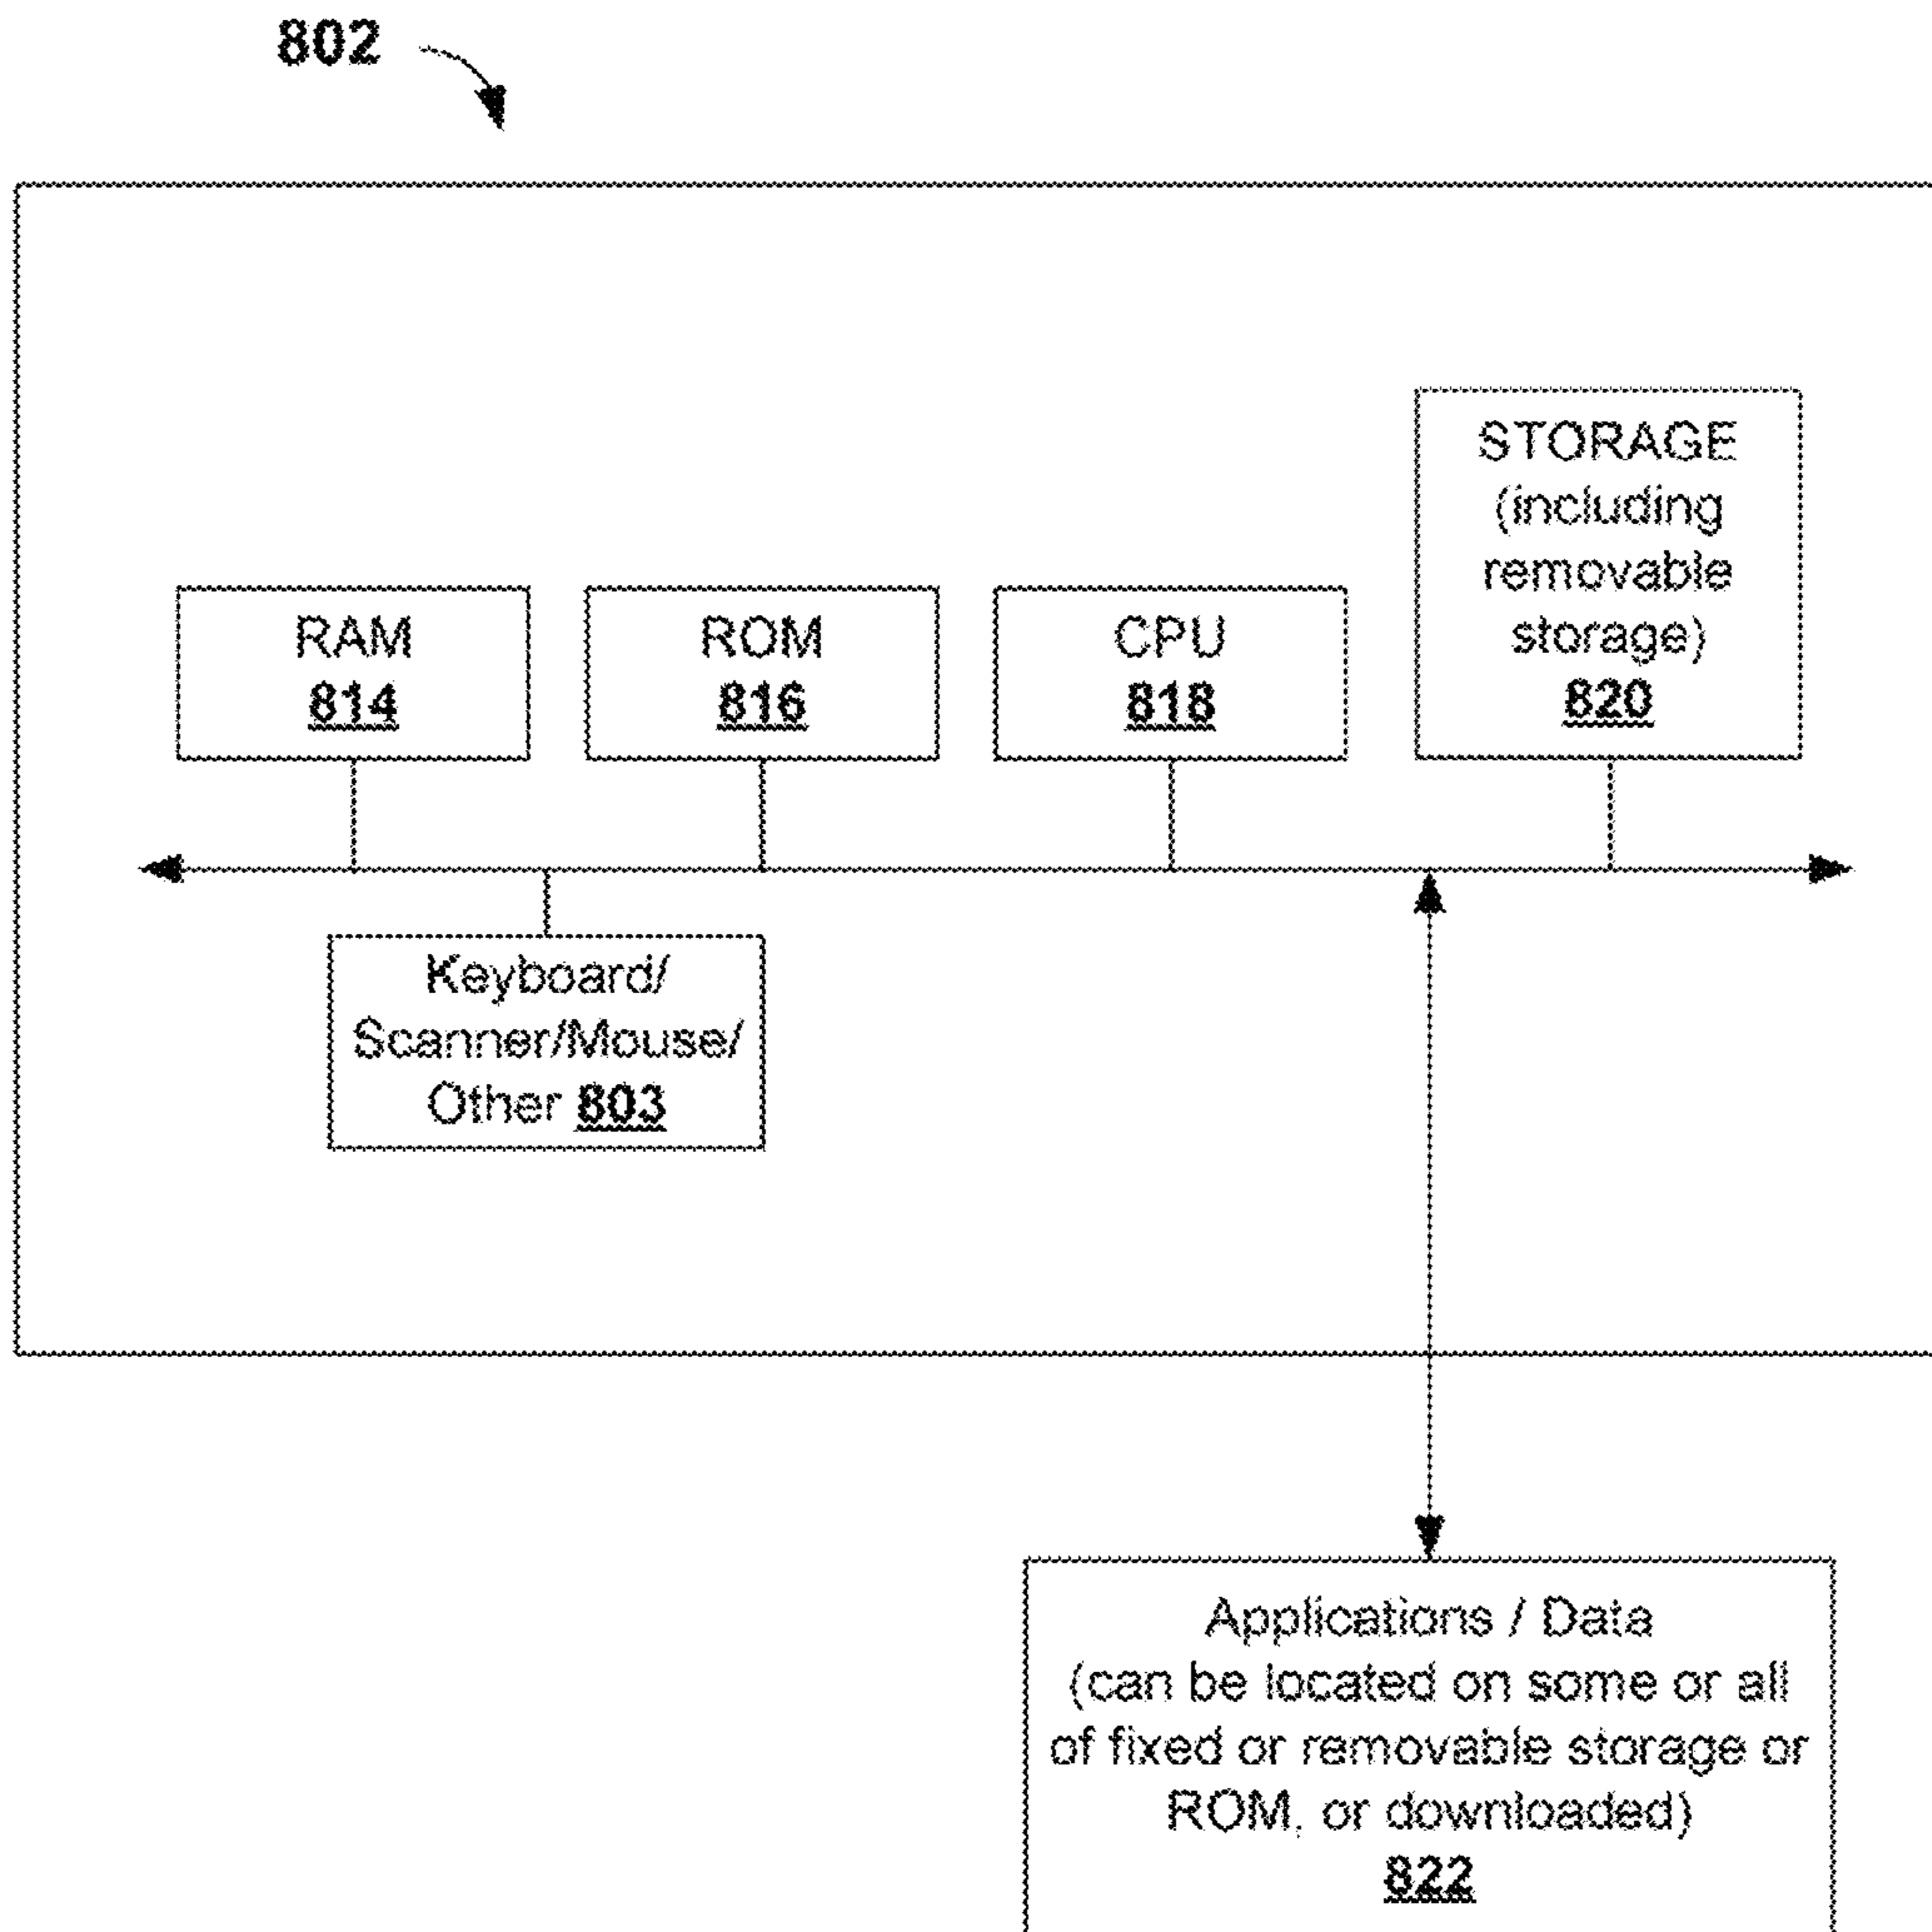 802
RAM
814
ROM
816
CPU
818
STORAGE
(including
removable
storage)
820
Keyboard/
Scanner/Mouse/
Other 803
Applications / Data
(can be located on some or all
of fixed or removable storage or
ROM, or downloaded)
822